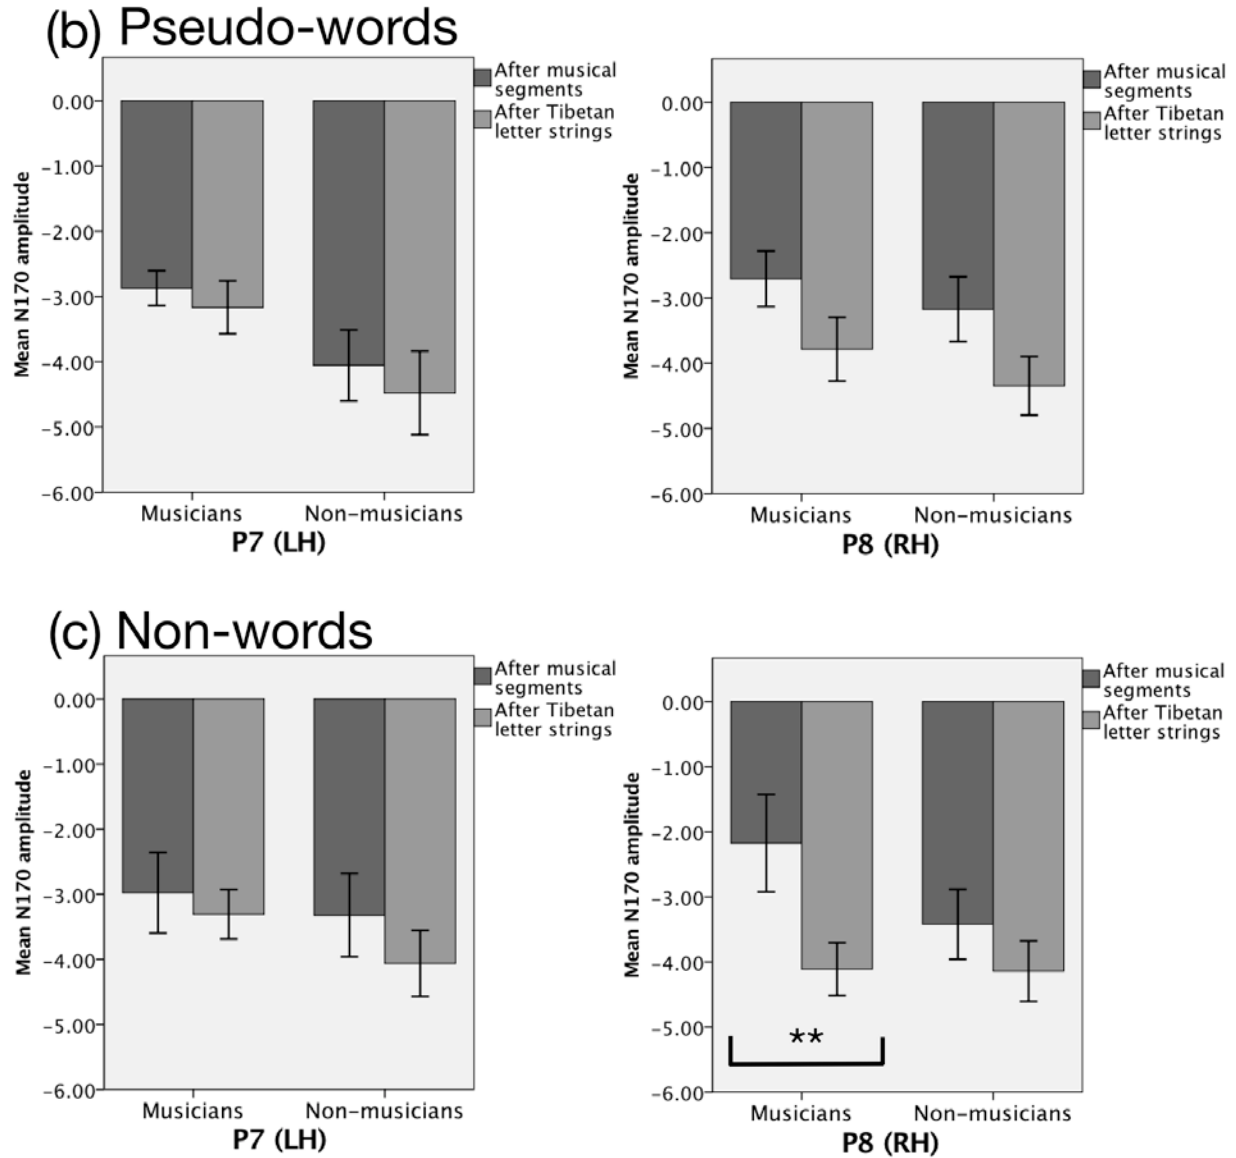 (b) Pseudo-words
After musical
segments
After Tibetan
letter strings
0.00
−1.00
−2.00
−3.00
−4.00
−5.00
−6.00
Mean N170 amplitude
Musicians
Non−musicians
P7 (LH)
After musical
segments
After Tibetan
letter strings
0.00
−1.00
−2.00
−3.00
−4.00
−5.00
−6.00
Mean N170 amplitude
Musicians
Non−musicians
P8 (RH)
(c) Non-words
After musical
segments
After Tibetan
letter strings
0.00
−1.00
−2.00
−3.00
−4.00
−5.00
−6.00
Mean N170 amplitude
Musicians
Non−musicians
P7 (LH)
After musical
segments
After Tibetan
letter strings
0.00
−1.00
−2.00
−3.00
−4.00
−5.00
−6.00
Mean N170 amplitude
**
Musicians
Non−musicians
P8 (RH)